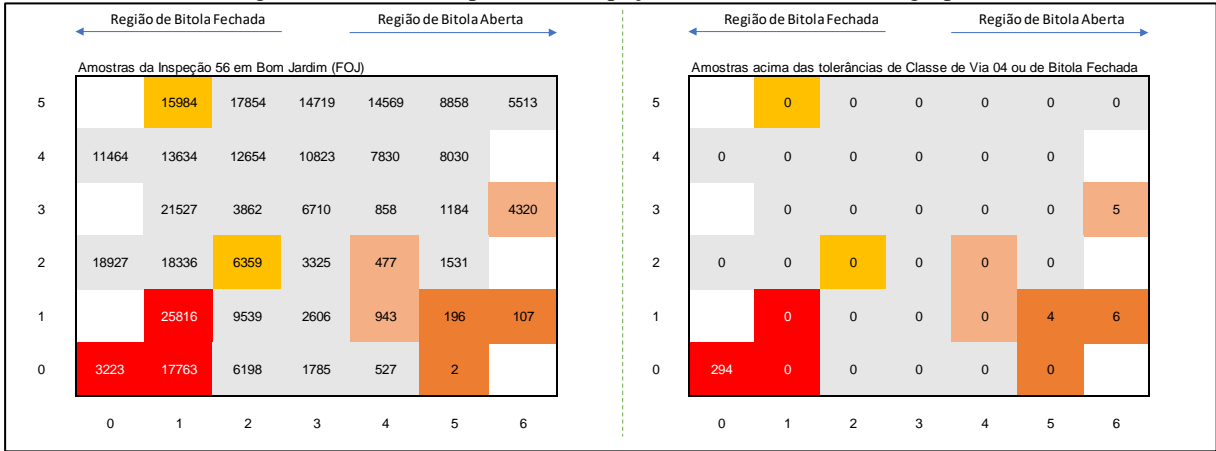 Região de Bitola Fechada Região de Bitola Aberta Região de Bitola Fechada Região de Bitola Aberta
Amostras da Inspeção 56 em Bom Jardim (FOJ) Amostras acima das tolerâncias de Classe de Via 04 ou de Bitola Fechada
5 15984 17854 14719 14569 8858 5513 5 0 0 0 0 0 0
4 11464 13634 12654 10823 7830 8030 4 0 0 0 0 0 0
3 21527 3862 6710 858 1184 4320 3 0 0 0 0 0 5
2 18927 18336 6359 3325 477 1531 2 0 0 0 0 0 0
1 25816 9539 2606 943 196 107 1 0 0 0 0 4 6
0 3223 17763 6198 1785 527 2 0 294 0 0 0 0 0
0 1 2 3 4 5 6 0 1 2 3 4 5 6